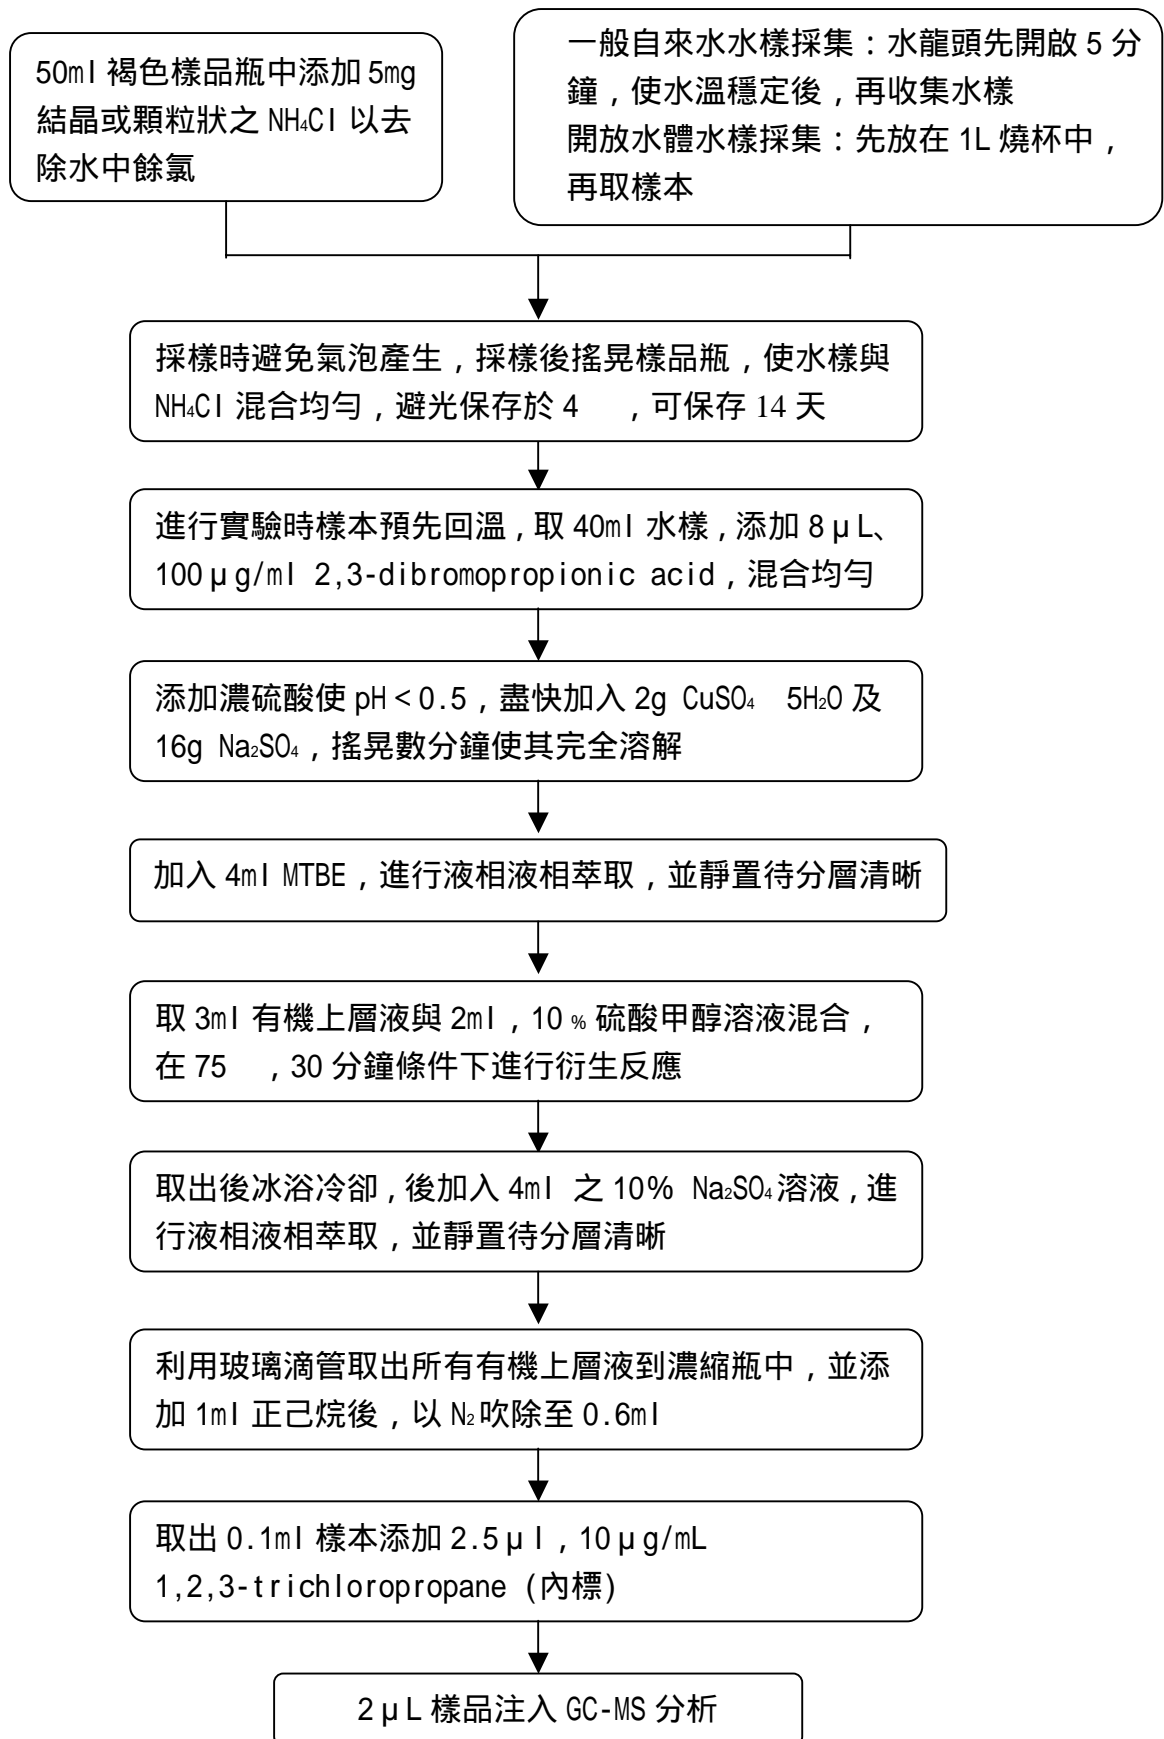 50ml 褐色樣品瓶中添加 5mg
結晶或顆粒狀之 NH₄Cl 以去
除水中餘氯
一般自來水水樣採集：水龍頭先開啟 5 分
鐘，使水溫穩定後，再收集水樣
開放水體水樣採集：先放在 1L 燒杯中，
再取樣本
採樣時避免氣泡產生，採樣後搖晃樣品瓶，使水樣與
NH₄Cl 混合均勻，避光保存於 4 ，可保存 14 天
進行實驗時樣本預先回溫，取 40ml 水樣，添加 8μL、
100μg/ml 2,3-dibromopropionic acid，混合均勻
添加濃硫酸使 pH＜0.5，盡快加入 2g CuSO₄ 5H₂O 及
16g Na₂SO₄，搖晃數分鐘使其完全溶解
加入 4ml MTBE，進行液相液相萃取，並靜置待分層清晰
取 3ml 有機上層液與 2ml，10﹪硫酸甲醇溶液混合，
在 75 ，30 分鐘條件下進行衍生反應
取出後冰浴冷卻，後加入 4ml 之 10% Na₂SO₄ 溶液，進
行液相液相萃取，並靜置待分層清晰
利用玻璃滴管取出所有有機上層液到濃縮瓶中，並添
加 1ml 正己烷後，以 N₂ 吹除至 0.6ml
取出 0.1ml 樣本添加 2.5μl，10μg/mL
1,2,3-trichloropropane (內標)
2μL 樣品注入 GC-MS 分析